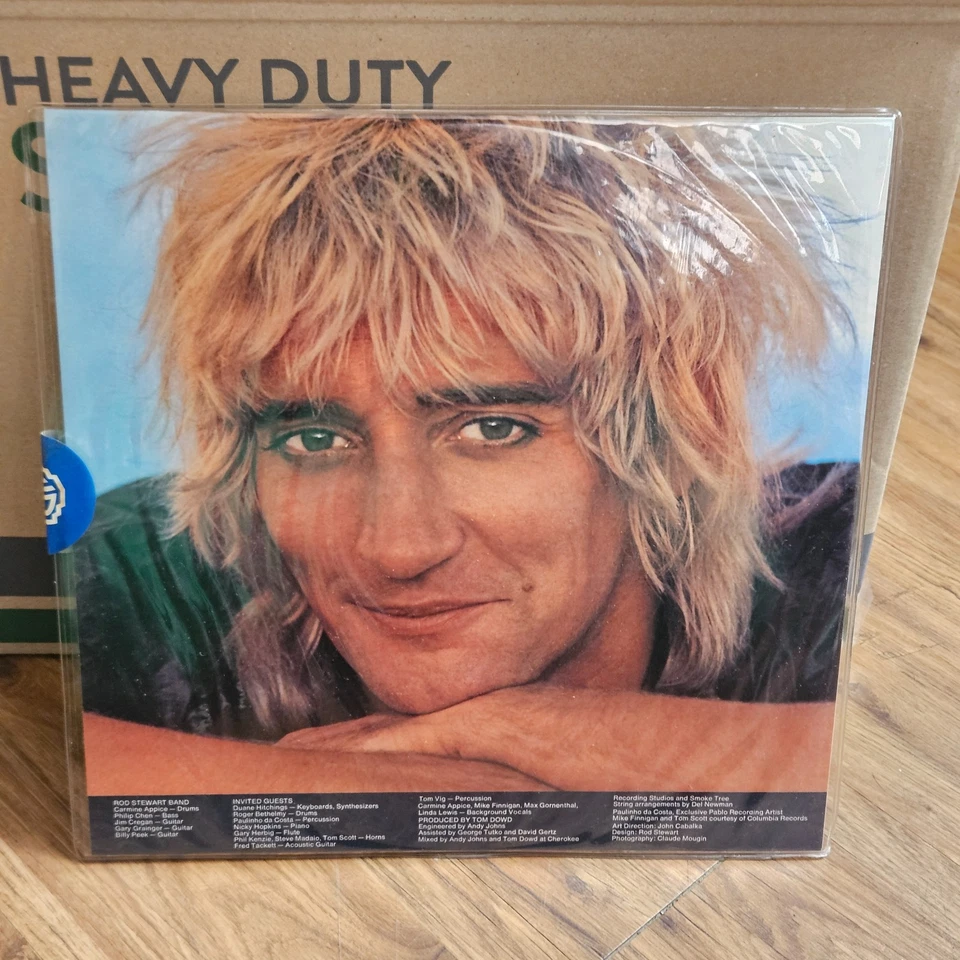 HEAVY DUTY
S
ROD STEWART BAND
Carmine Appice — Drums
Philip Chen — Bass
Jim Cregan — Guitar
Gary Grainger — Guitar
Billy Peek — Guitar
INVITED GUESTS
Duane Hitchings — Keyboards, Synthesizers
Roger Bethelmy — Drums
Paulinho da Costa — Percussion
Nicky Hopkins — Piano
Gary Herbig — Flute
Phil Kenzie, Steve Madaio, Tom Scott — Horns
Fred Tackett — Acoustic Guitar
Tom Vig — Percussion
Carmine Appice, Mike Finnigan, Max Gornenthal,
Linda Lewis — Background Vocals
PRODUCED BY TOM DOWD
Engineered by Andy Johns
Assisted by George Tutko and David Gertz
Mixed by Andy Johns and Tom Dowd at Cherokee
Recording Studios and Smoke Tree
String arrangements by Del Newman
Paulinho da Costa, Exclusive Pablo Recording Artist
Mike Finnigan and Tom Scott courtesy of Columbia Records
Art Direction: John Cabalka
Design: Rod Stewart
Photography: Claude Mougin